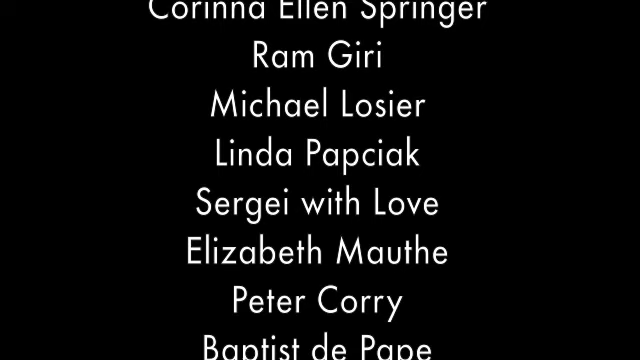 Corinna Ellen Springer
Ram Giri
Michael Losier
Linda Papciak
Sergei with Love
Elizabeth Mauthe
Peter Corry
Baptist de Pape